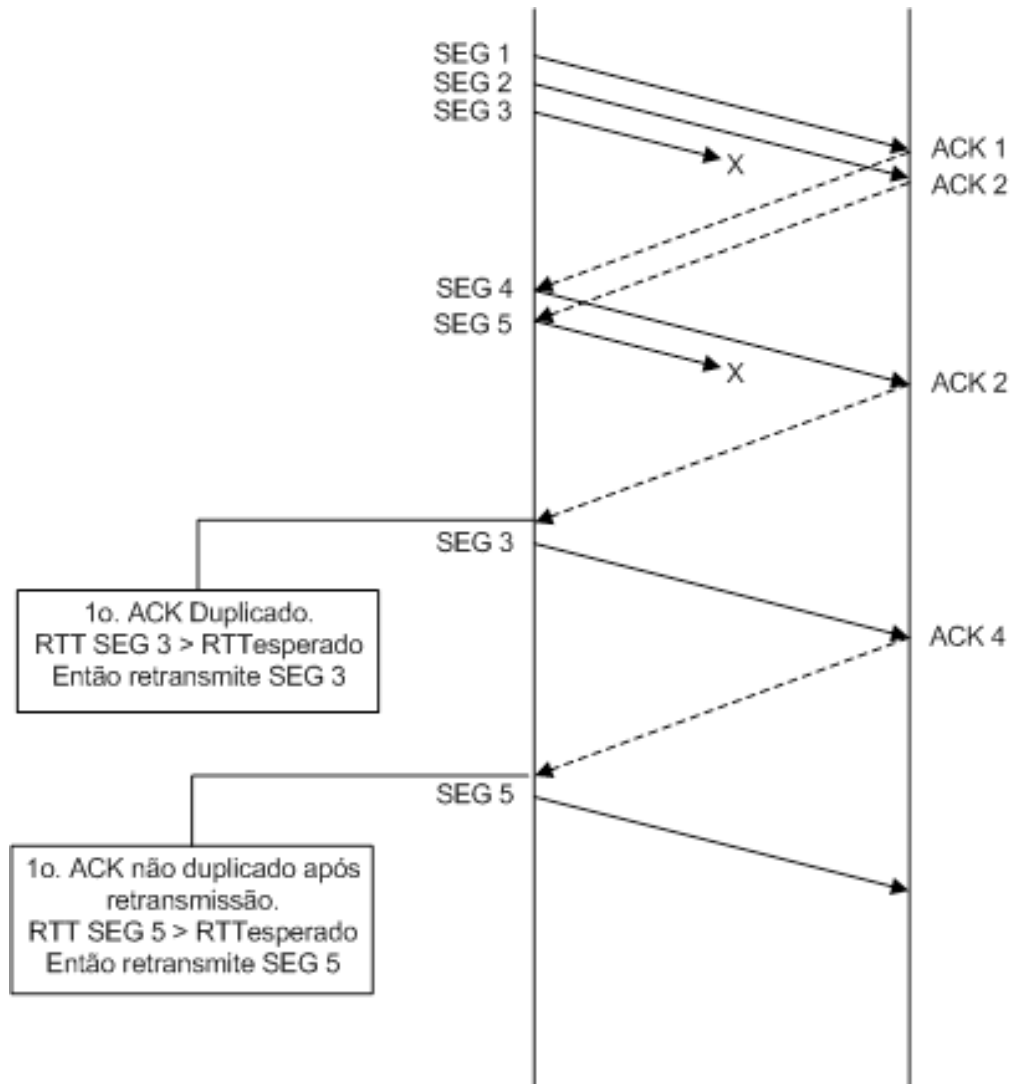 SEG 1
SEG 2
SEG 3
X
ACK 1
ACK 2
SEG 4
SEG 5
X
ACK 2
SEG 3
1o. ACK Duplicado.
RTT SEG 3 > RTTesperado
Então retransmite SEG 3
ACK 4
SEG 5
1o. ACK não duplicado após
retransmissão.
RTT SEG 5 > RTTesperado
Então retransmite SEG 5